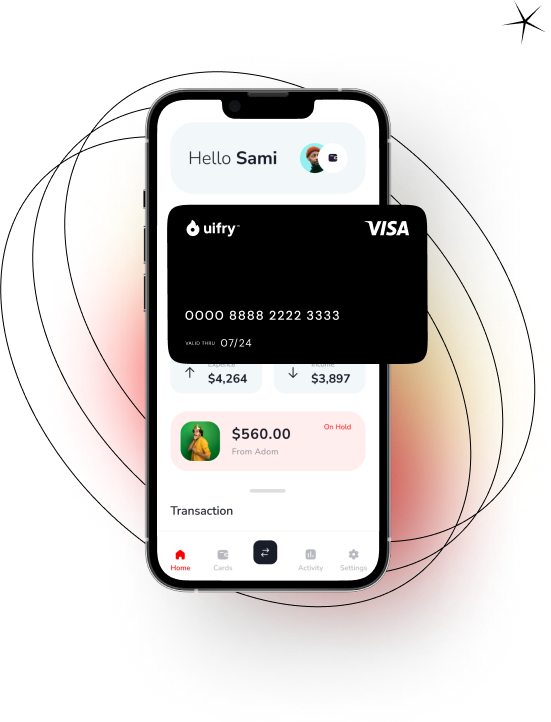 Hello Sami
uifry™
VISA
0000 8888 2222 3333
VALID THRU 07/24
Expence
Income
$4,264
$3,897
$560.00
On Hold
From Adom
Transaction
Home
Cards
Activity
Settings